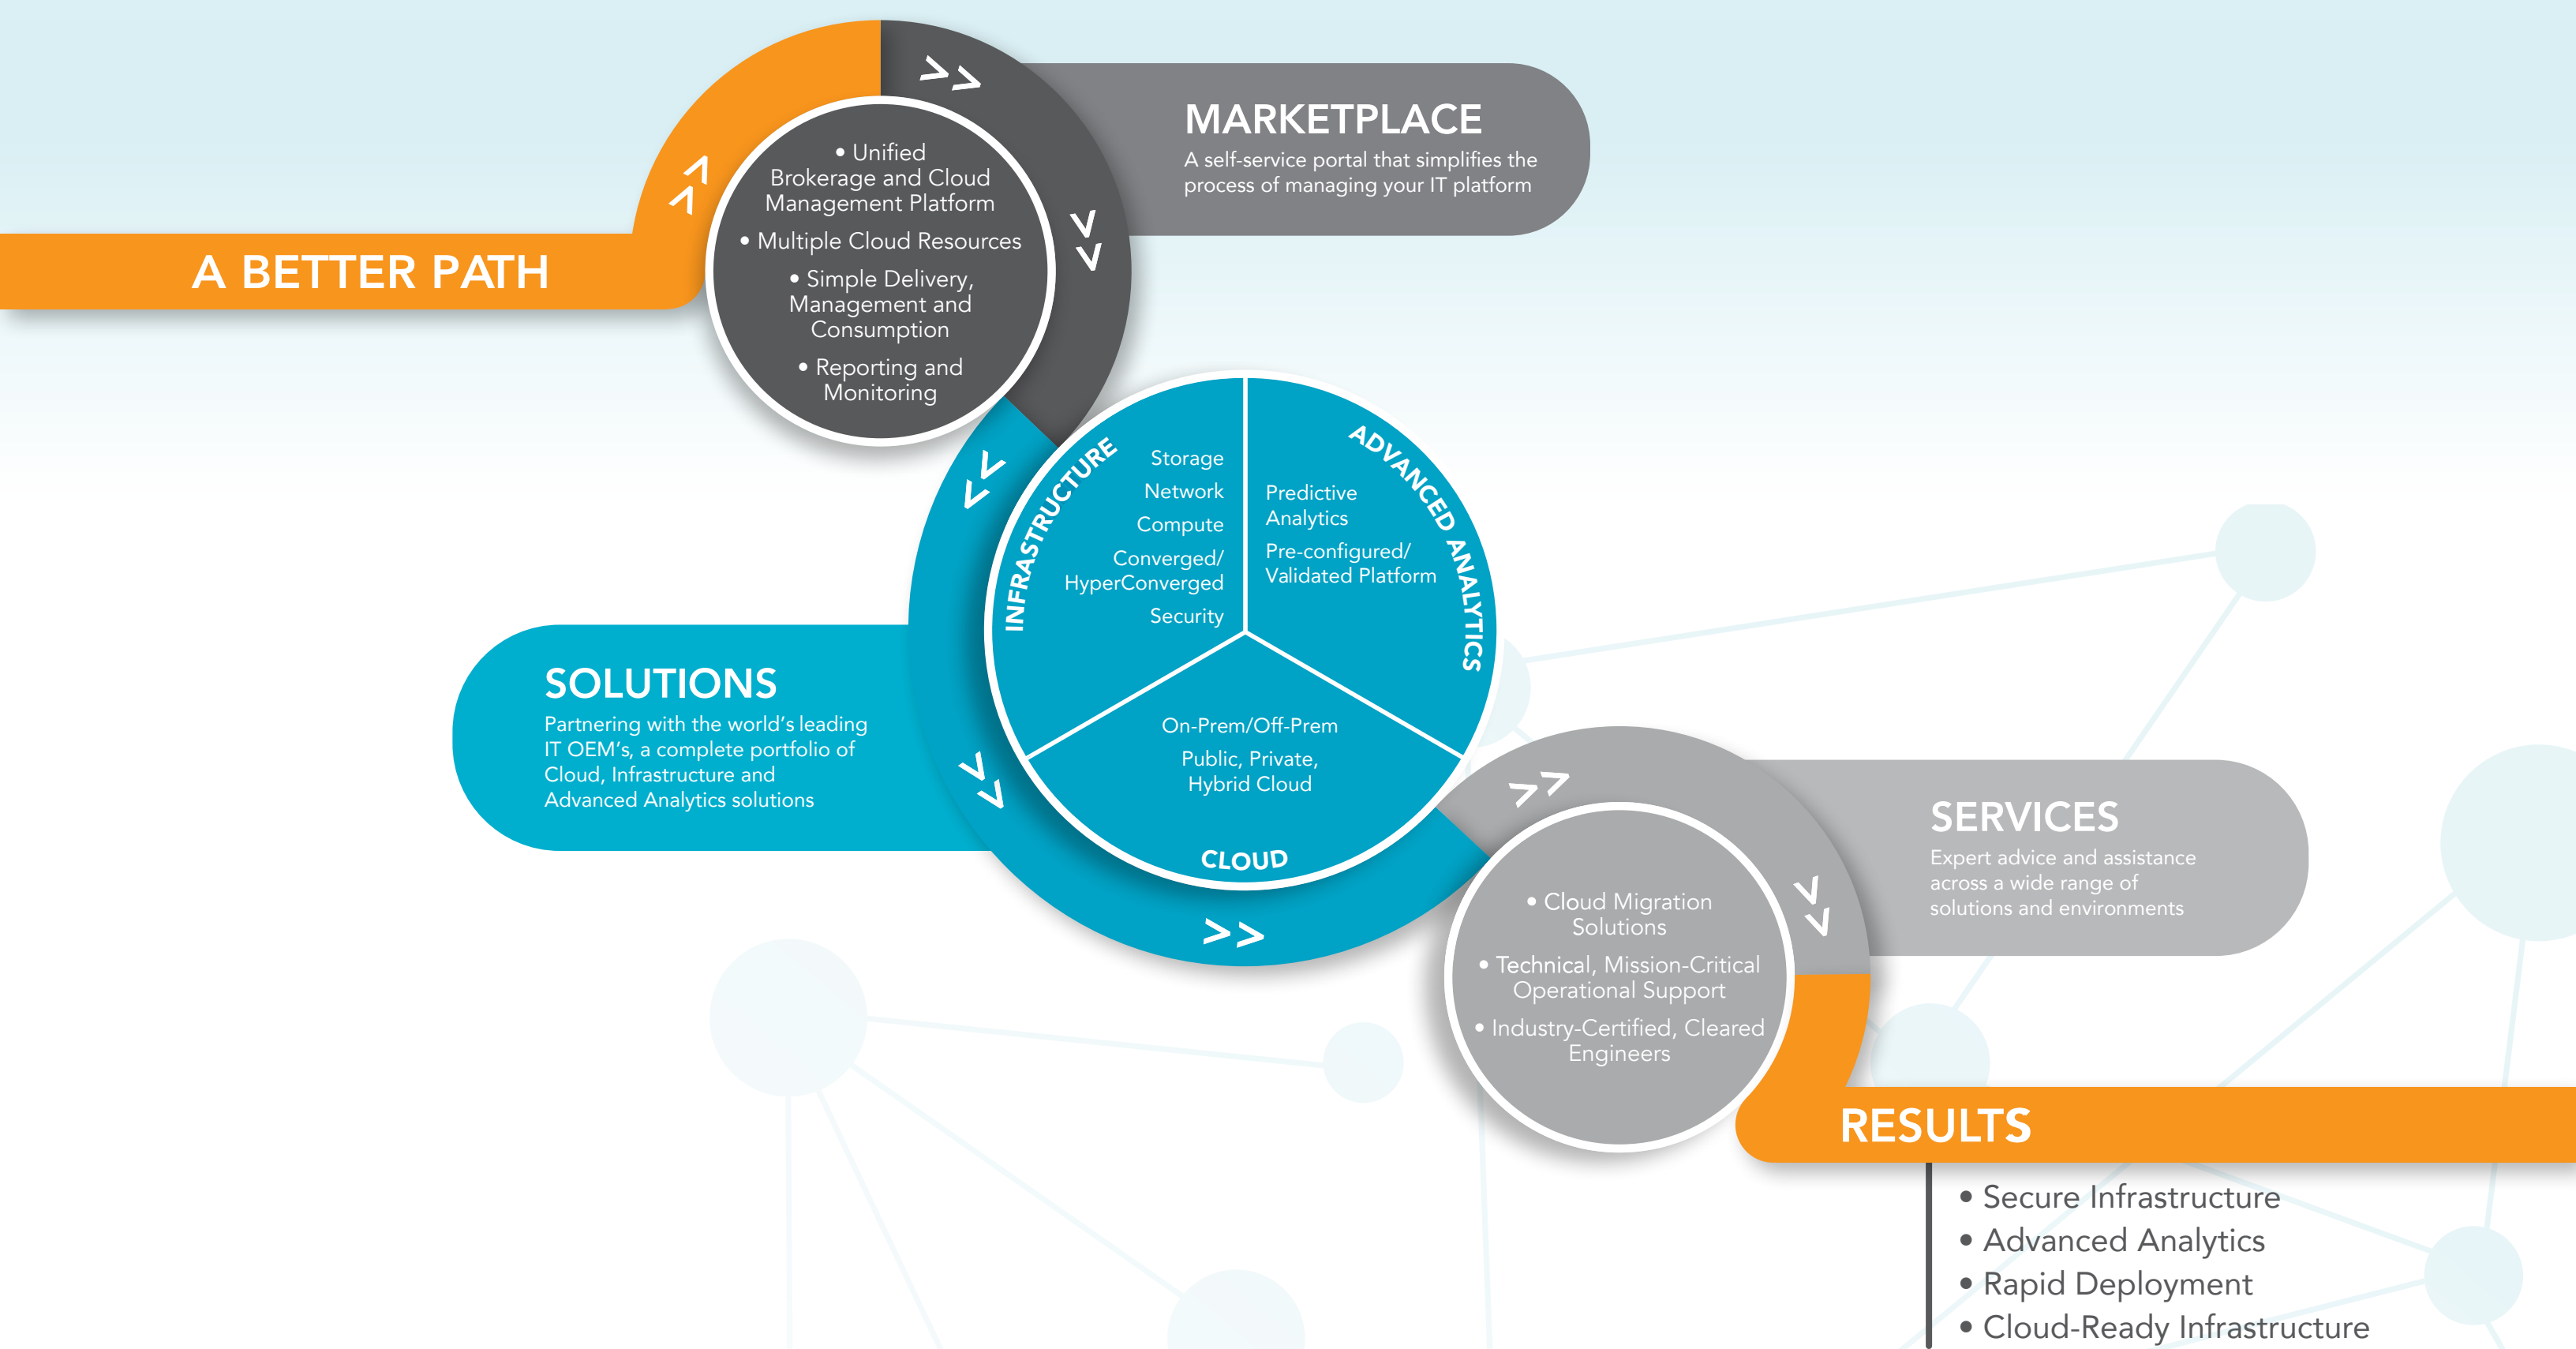 A BETTER PATH
>>
>>
>>
• Unified
Brokerage and Cloud
Management Platform
• Multiple Cloud Resources
• Simple Delivery,
Management and
Consumption
• Reporting and
Monitoring
MARKETPLACE
A self-service portal that simplifies the
process of managing your IT platform
>>
>>
>>
SOLUTIONS
Partnering with the world's leading
IT OEM's, a complete portfolio of
Cloud, Infrastructure and
Advanced Analytics solutions
INFRASTRUCTURE
Storage
Network
Compute
Converged/
HyperConverged
Security
ADVANCED ANALYTICS
Predictive
Analytics
Pre-configured/
Validated Platform
On-Prem/Off-Prem
Public, Private,
Hybrid Cloud
CLOUD
>>
>>
SERVICES
Expert advice and assistance
across a wide range of
solutions and environments
• Cloud Migration
Solutions
• Technical, Mission-Critical
Operational Support
• Industry-Certified, Cleared
Engineers
RESULTS
• Secure Infrastructure
• Advanced Analytics
• Rapid Deployment
• Cloud-Ready Infrastructure